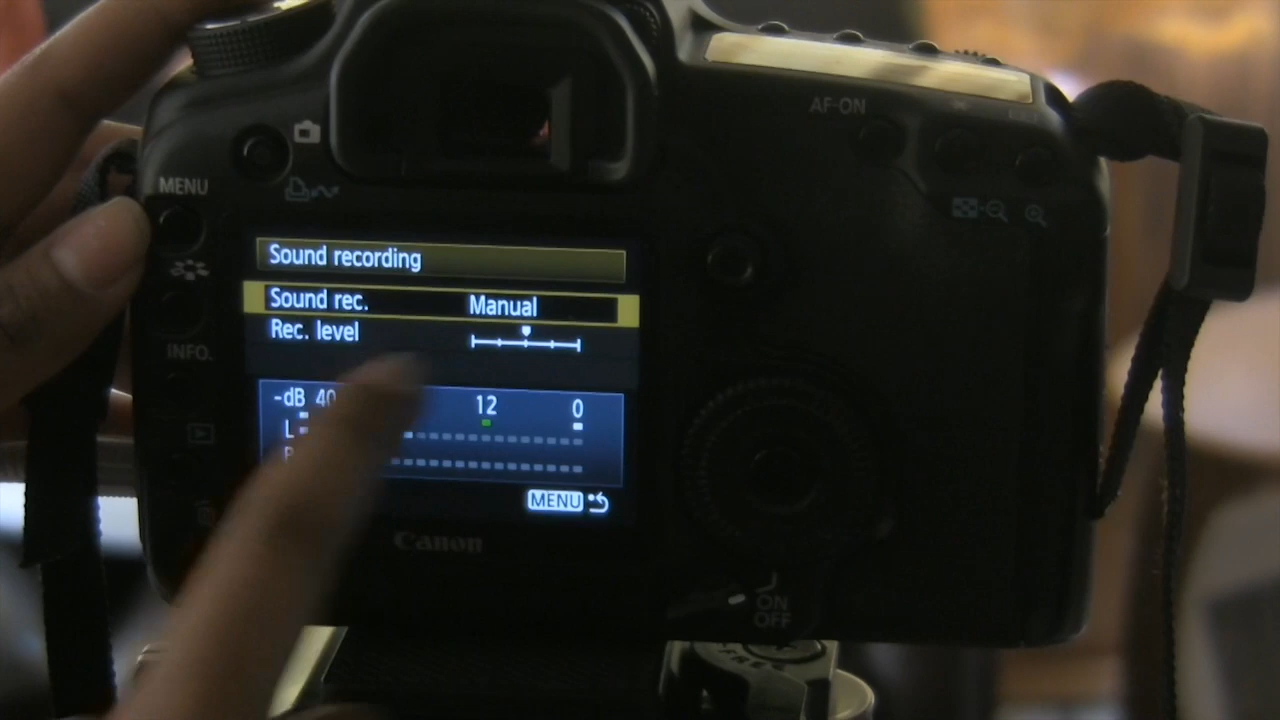 AF-ON
MENU
Sound recording
Sound rec. Manual
Rec. level
INFO.
-dB 40 12 0
L
R
MENU
Canon
ON
OFF
FREE